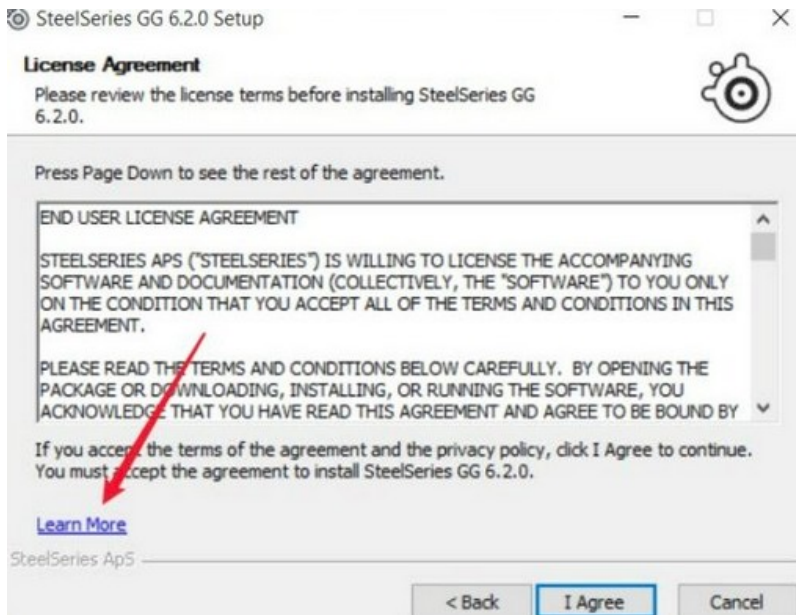 SteelSeries GG 6.2.0 Setup
License Agreement
Please review the license terms before installing SteelSeries GG
6.2.0.
Press Page Down to see the rest of the agreement.
END USER LICENSE AGREEMENT
STEELSERIES APS ("STEELSERIES") IS WILLING TO LICENSE THE ACCOMPANYING
SOFTWARE AND DOCUMENTATION (COLLECTIVELY, THE "SOFTWARE") TO YOU ONLY
ON THE CONDITION THAT YOU ACCEPT ALL OF THE TERMS AND CONDITIONS IN THIS
AGREEMENT.
PLEASE READ THE TERMS AND CONDITIONS BELOW CAREFULLY.  BY OPENING THE
PACKAGE OR DOWNLOADING, INSTALLING, OR RUNNING THE SOFTWARE, YOU
ACKNOWLEDGE THAT YOU HAVE READ THIS AGREEMENT AND AGREE TO BE BOUND BY
If you accept the terms of the agreement and the privacy policy, click I Agree to continue.
You must accept the agreement to install SteelSeries GG 6.2.0.
Learn More
SteelSeries ApS
< Back
I Agree
Cancel